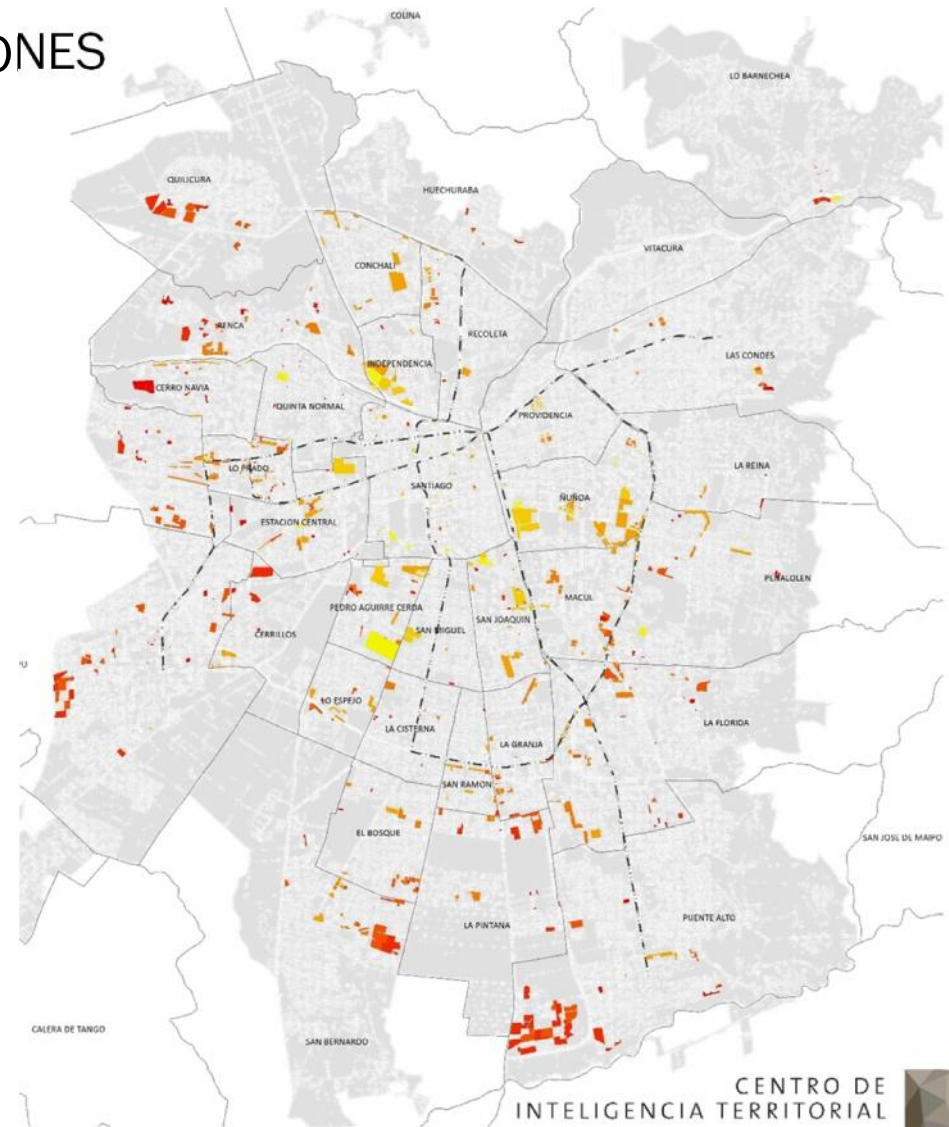 ONES
COLINA
LO BARNECHEA
QUILICURA
HUECHURABA
VITACURA
CONCHALI
RENCA
RECOLETA
LAS CONDES
INDEPENDENCIA
CERRO NAVIA
QUINTA NORMAL
PROVIDENCIA
LO PRADO
LA REINA
SANTIAGO
ÑUÑOA
ESTACION CENTRAL
PEÑALOLEN
MACUL
PEDRO AGUIRRE CERDA
SAN JOAQUIN
SAN MIGUEL
CERRILLOS
LO ESPEJO
LA FLORIDA
LA CISTERNA
LA GRANJA
SAN RAMON
EL BOSQUE
SAN JOSE DE MAIPO
PUENTE ALTO
LA PINTANA
CALERA DE TANGO
SAN BERNARDO
CENTRO DE
INTELIGENCIA TERRITORIAL